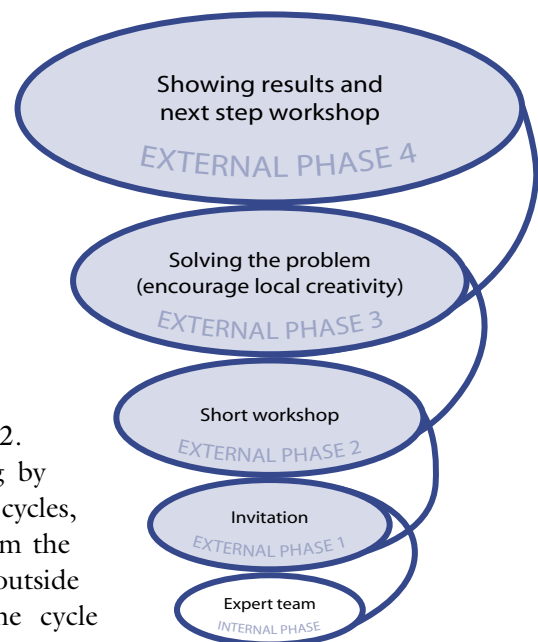 Showing results and
next step workshop
EXTERNAL PHASE 4
Solving the problem
(encourage local creativity)
EXTERNAL PHASE 3
Short workshop
EXTERNAL PHASE 2
Invitation
EXTERNAL PHASE 1
Expert team
INTERNAL PHASE
2.
by
cycles,
the
outside
cycle